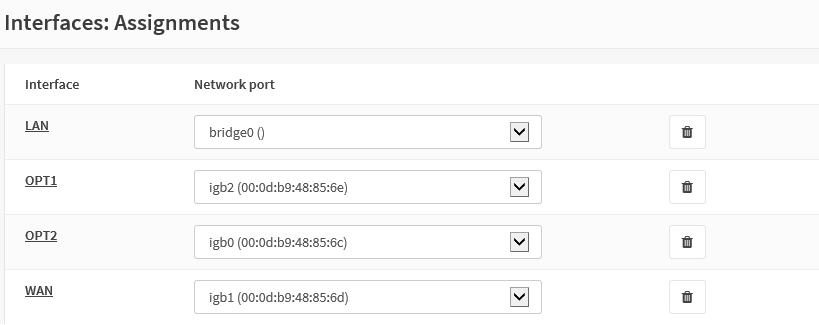 Interfaces: Assignments
Interface Network port
LAN bridge0 ()
OPT1 igb2 (00:0d:b9:48:85:6e)
OPT2 igb0 (00:0d:b9:48:85:6c)
WAN igb1 (00:0d:b9:48:85:6d)